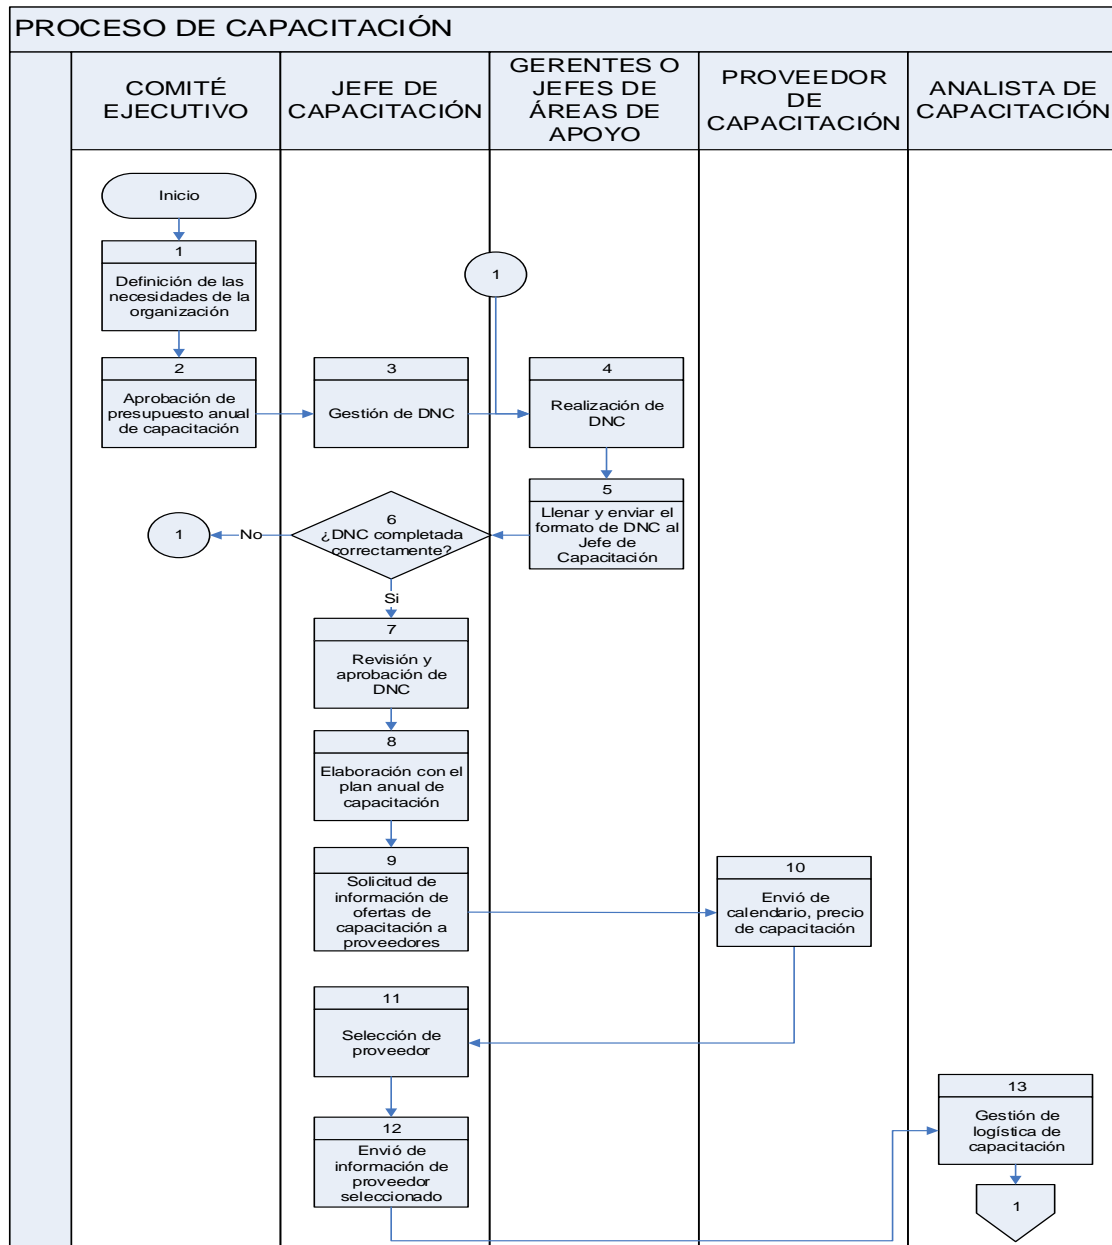 PROCESO DE CAPACITACIÓN
COMITÉ
EJECUTIVO
JEFE DE
CAPACITACIÓN
GERENTES O
JEFES DE
ÁREAS DE
APOYO
PROVEEDOR
DE
CAPACITACIÓN
ANALISTA DE
CAPACITACIÓN
Inicio
1
Definición de las
necesidades de la
organización
1
2
Aprobación de
presupuesto anual
de capacitación
3
Gestión de DNC
4
Realización de
DNC
5
Llenar y enviar el
formato de DNC al
Jefe de
Capacitación
6
¿DNC completada
correctamente?
No
1
Si
7
Revisión y
aprobación de
DNC
8
Elaboración con el
plan anual de
capacitación
9
Solicitud de
información de
ofertas de
capacitación a
proveedores
10
Envió de
calendario, precio
de capacitación
11
Selección de
proveedor
12
Envió de
información de
proveedor
seleccionado
13
Gestión de
logística de
capacitación
1